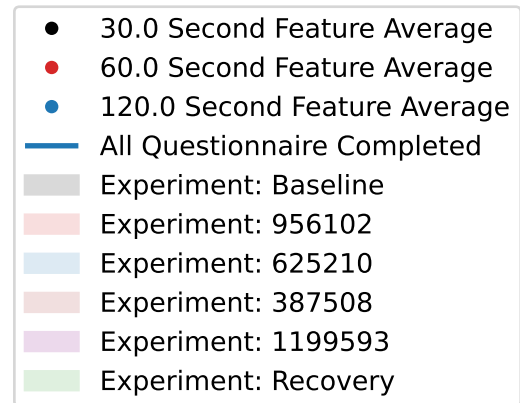 30.0 Second Feature Average
60.0 Second Feature Average
120.0 Second Feature Average
All Questionnaire Completed
Experiment: Baseline
Experiment: 956102
Experiment: 625210
Experiment: 387508
Experiment: 1199593
Experiment: Recovery